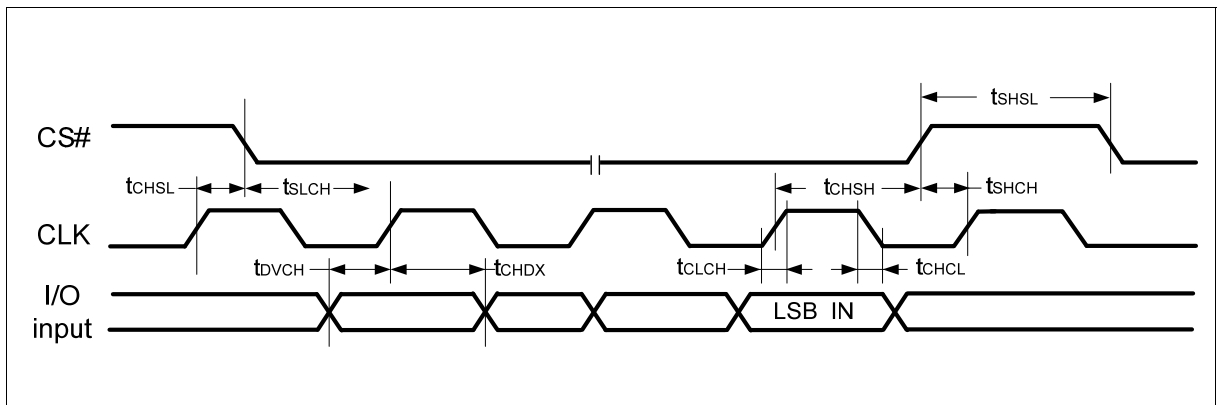 tSHSL
CS#
tCHSL
tSLCH
tCHSH
tSHCH
CLK
tDVCH
tCHDX
tCLCH
tCHCL
I/O
input
LSB IN